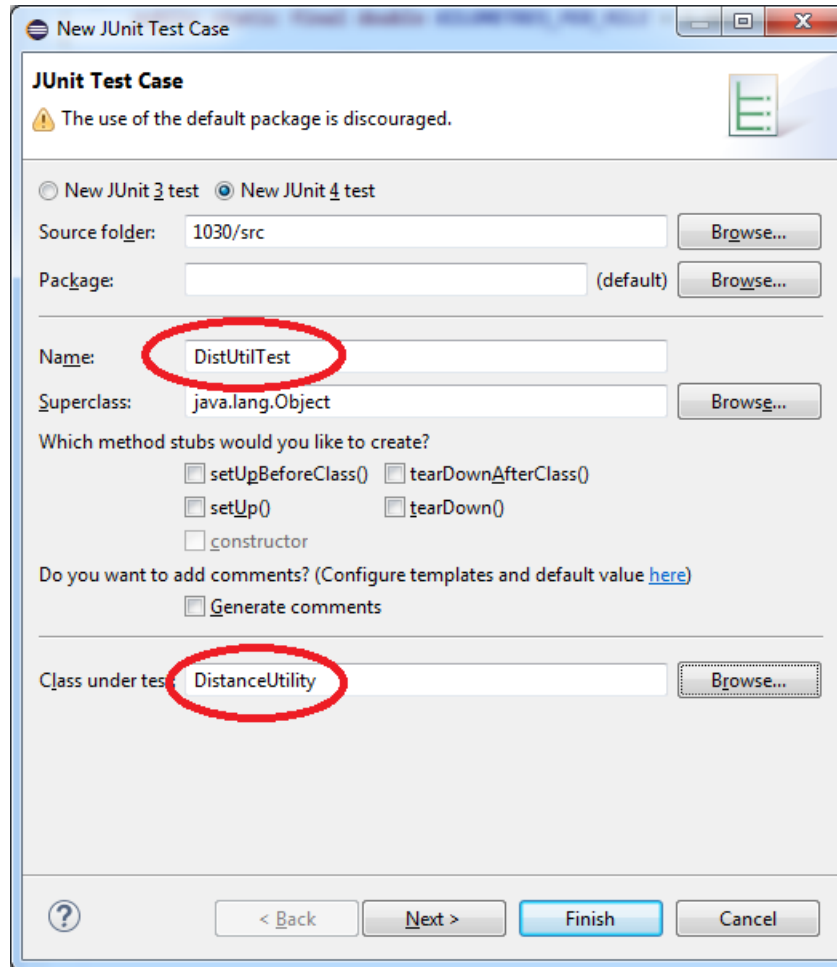 New JUnit Test Case
JUnit Test Case
The use of the default package is discouraged.
New JUnit 3 test New JUnit 4 test
Source folder: 1030/src Browse...
Package: (default) Browse...
Name: DistUtilTest
Superclass: java.lang.Object Browse...
Which method stubs would you like to create?
setUpBeforeClass() tearDownAfterClass()
setUp() tearDown()
constructor
Do you want to add comments? (Configure templates and default value here)
Generate comments
Class under tes DistanceUtility Browse...
? < Back Next > Finish Cancel